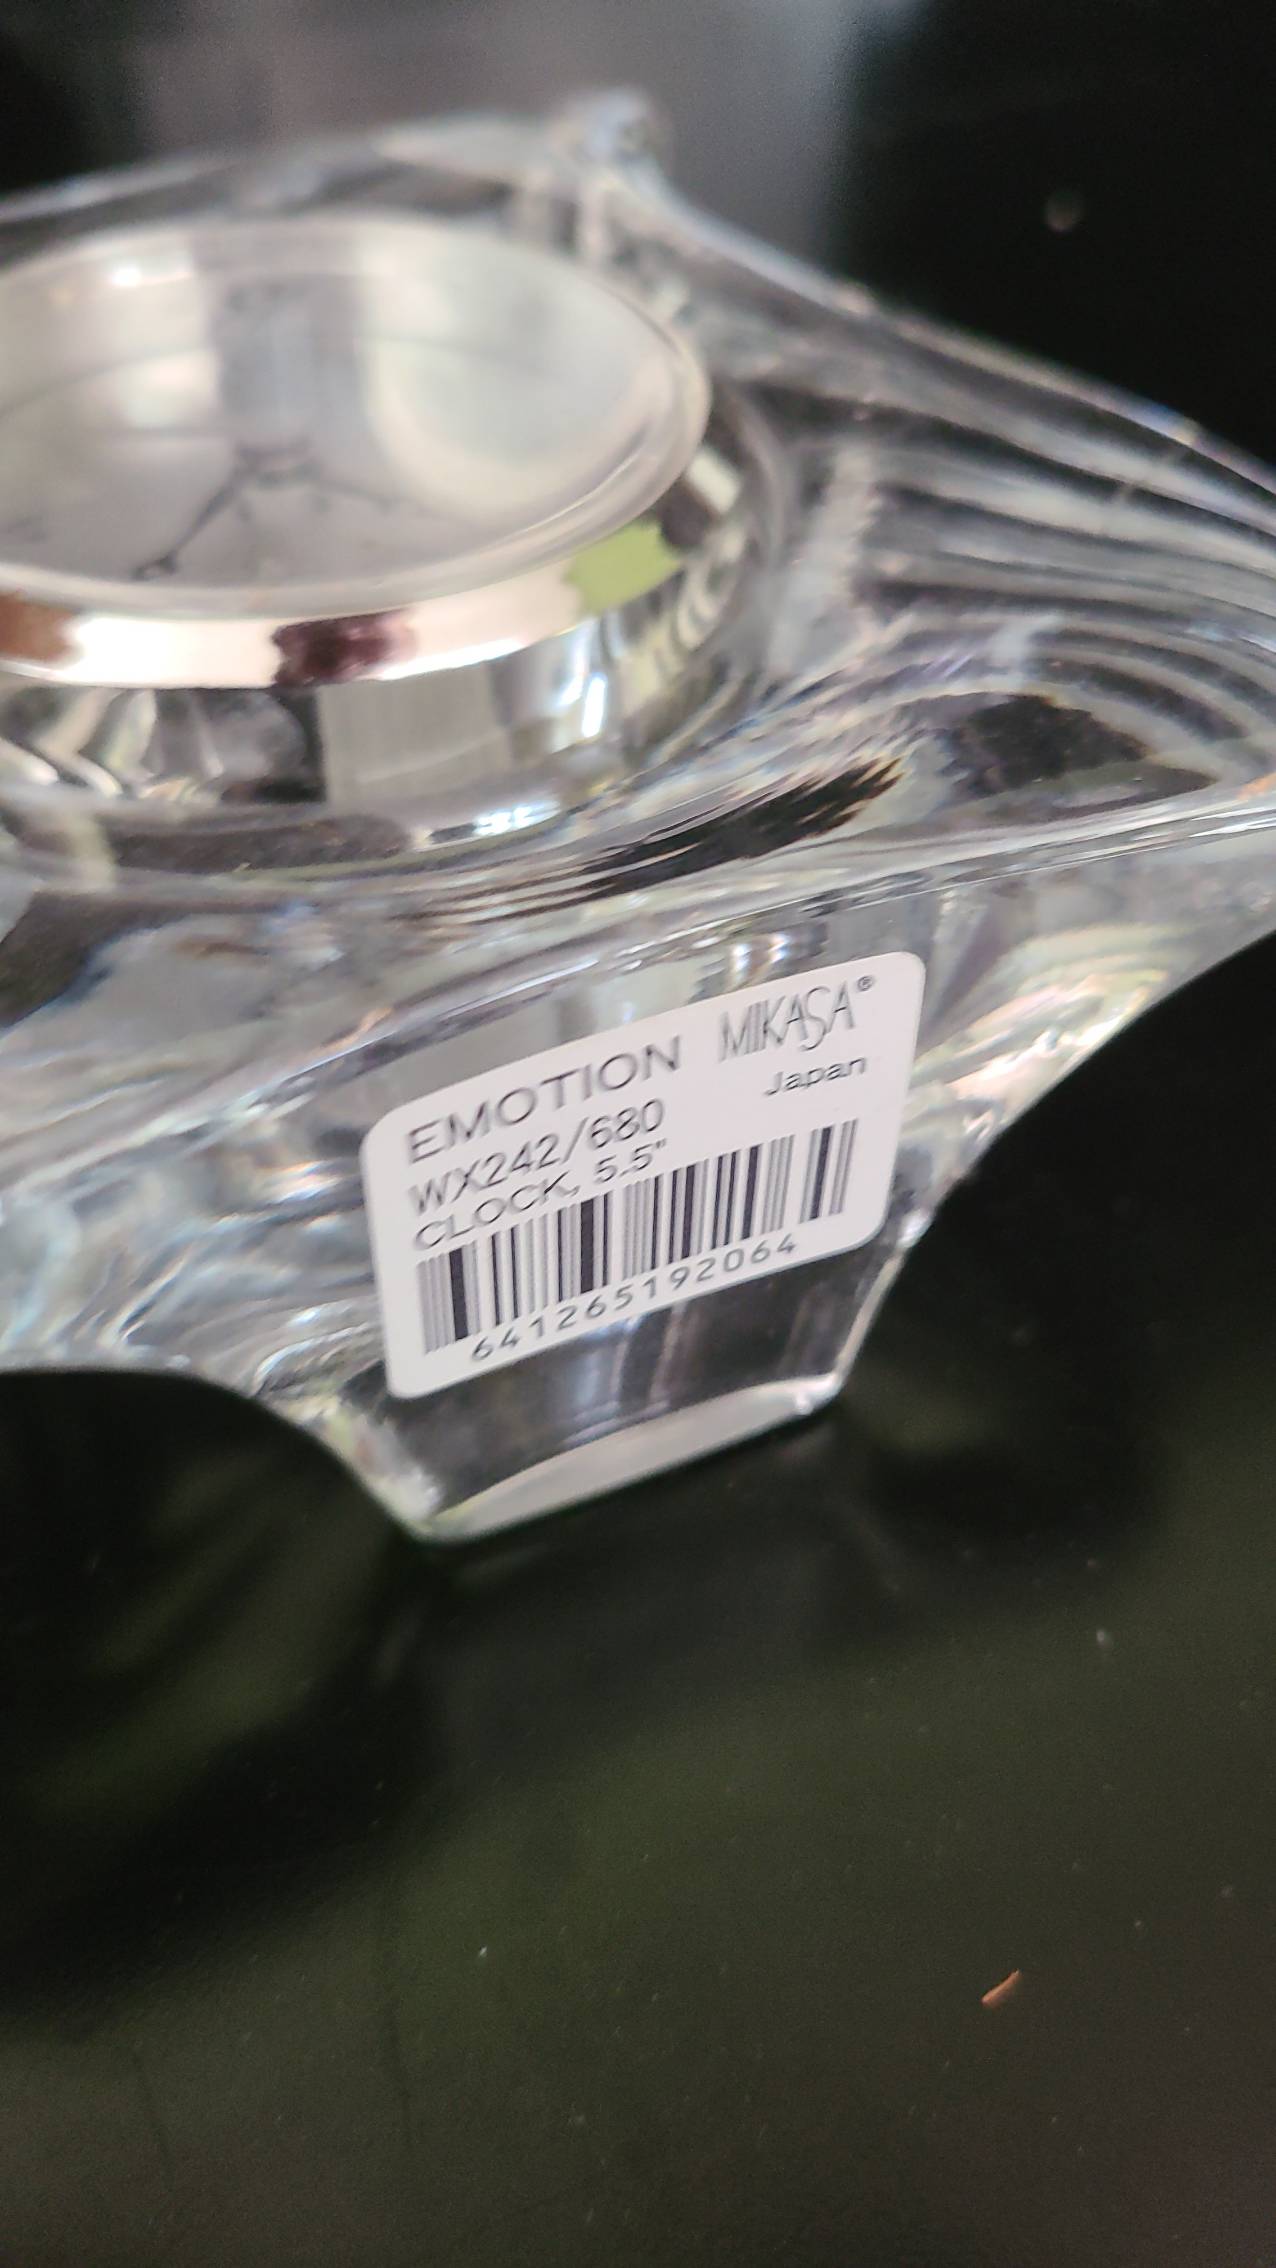 EMOTION MIKASA®
WX242/680 Japan
CLOCK, 5.5"
641265192064